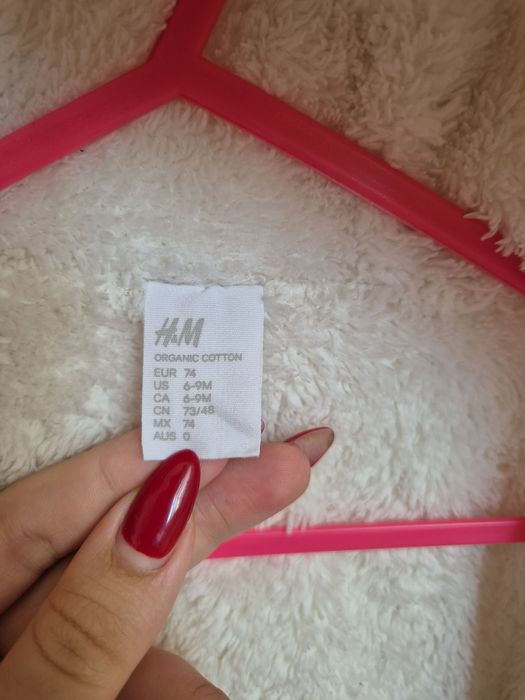 H&M
ORGANIC COTTON
EUR 74
US 6-9M
CA 6-9M
CN 73/48
MX 74
AUS 0